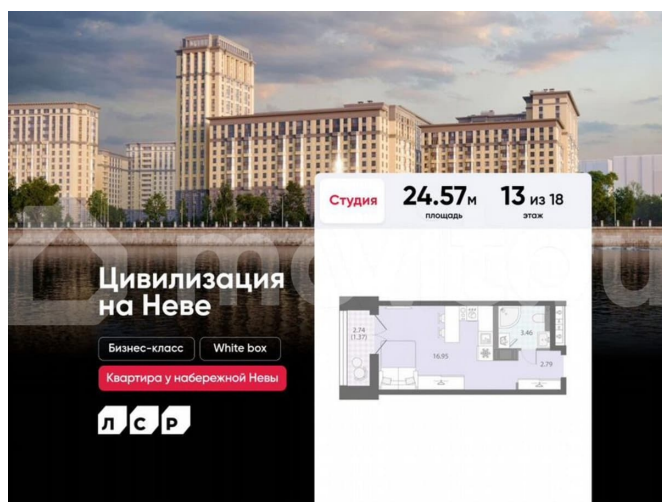 Студия
24.57м
площадь
13 из 18
этаж
Цивилизация
на Неве
Бизнес-класс
White box
Квартира у набережной Невы
ЛСР
2.74
(1.37)
16.95
3.46
2.79